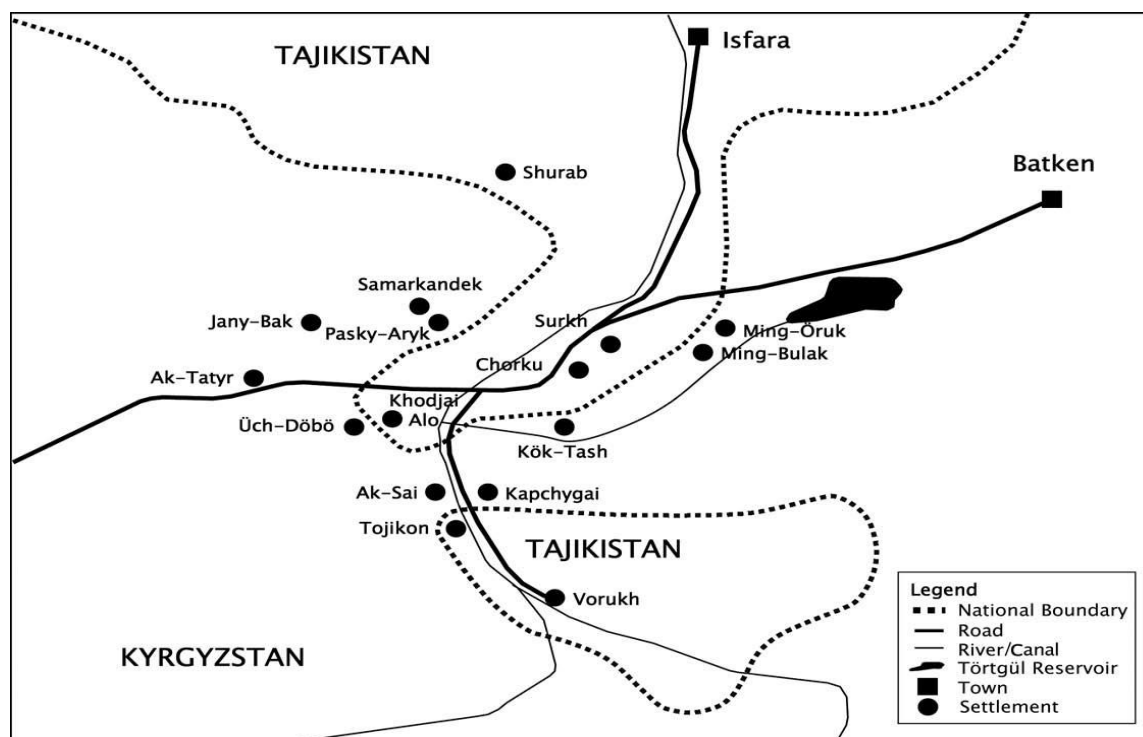 TAJIKISTAN
Isfara
Batken
Shurab
Samarkandek
Jany-Bak
Pasky-Aryk
Surkh
Ming-Öruk
Ming-Bulak
Chorku
Ak-Tatyr
Khodjai
Alo
Üch-Döbö
Kök-Tash
Ak-Sai
Kapchygai
Tojikon
TAJIKISTAN
Vorukh
KYRGYZSTAN
Legend
National Boundary
Road
River/Canal
Törtgül Reservoir
Town
Settlement